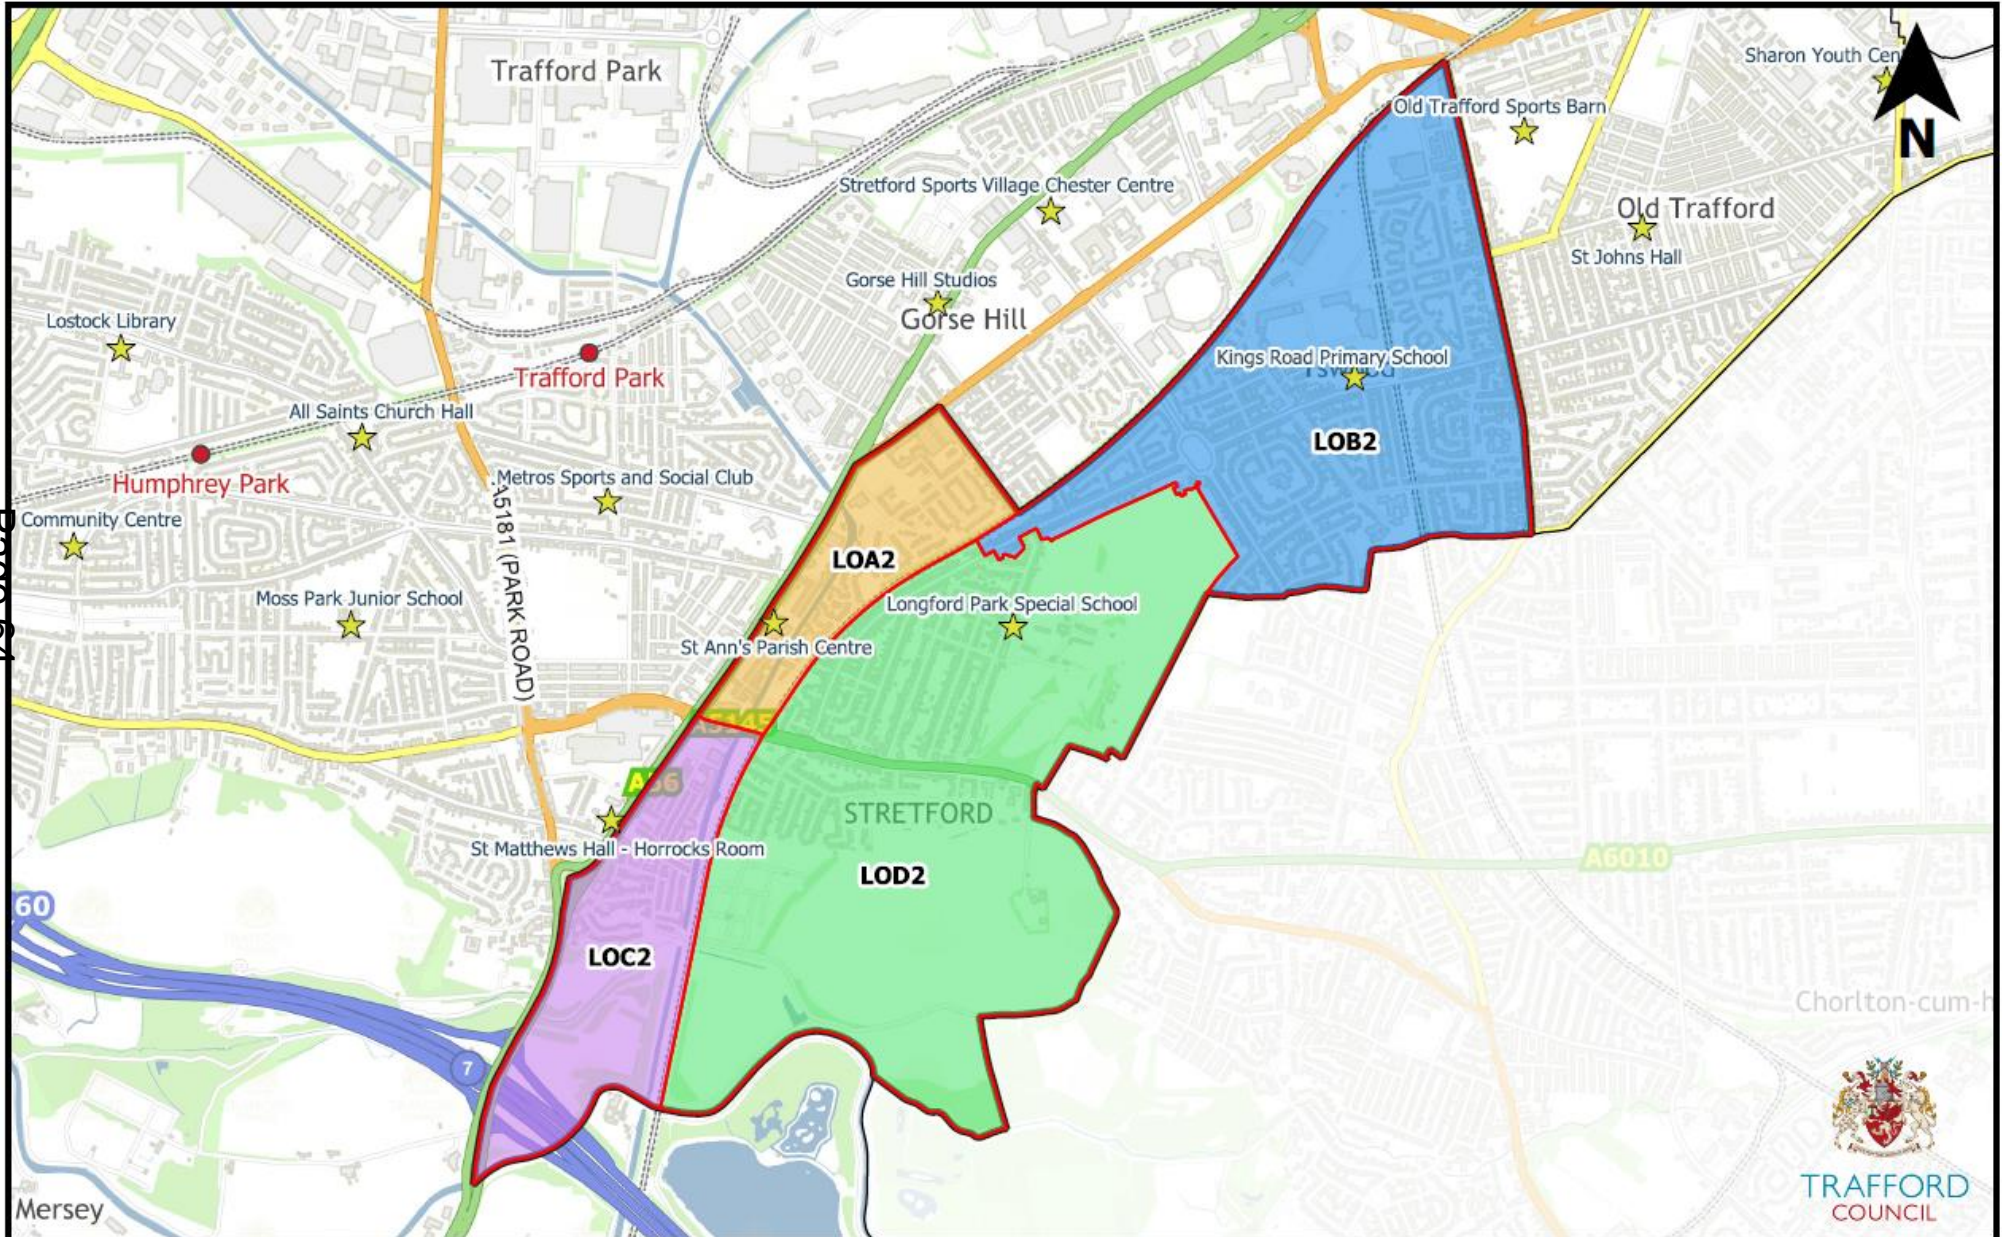 Trafford Park
Sharon Youth Cen
N
Old Trafford Sports Barn
Stretford Sports Village Chester Centre
Old Trafford
St Johns Hall
Gorse Hill Studios
Gorse Hill
Lostock Library
Kings Road Primary School
Trafford Park
All Saints Church Hall
LOB2
Humphrey Park
Metros Sports and Social Club
A5181 (PARK ROAD)
Community Centre
LOA2
Moss Park Junior School
Longford Park Special School
St Ann's Parish Centre
A56
STRETFORD
St Matthews Hall - Horrocks Room
A6010
LOD2
60
LOC2
Chorlton-cum-h
7
Mersey
TRAFFORD
COUNCIL